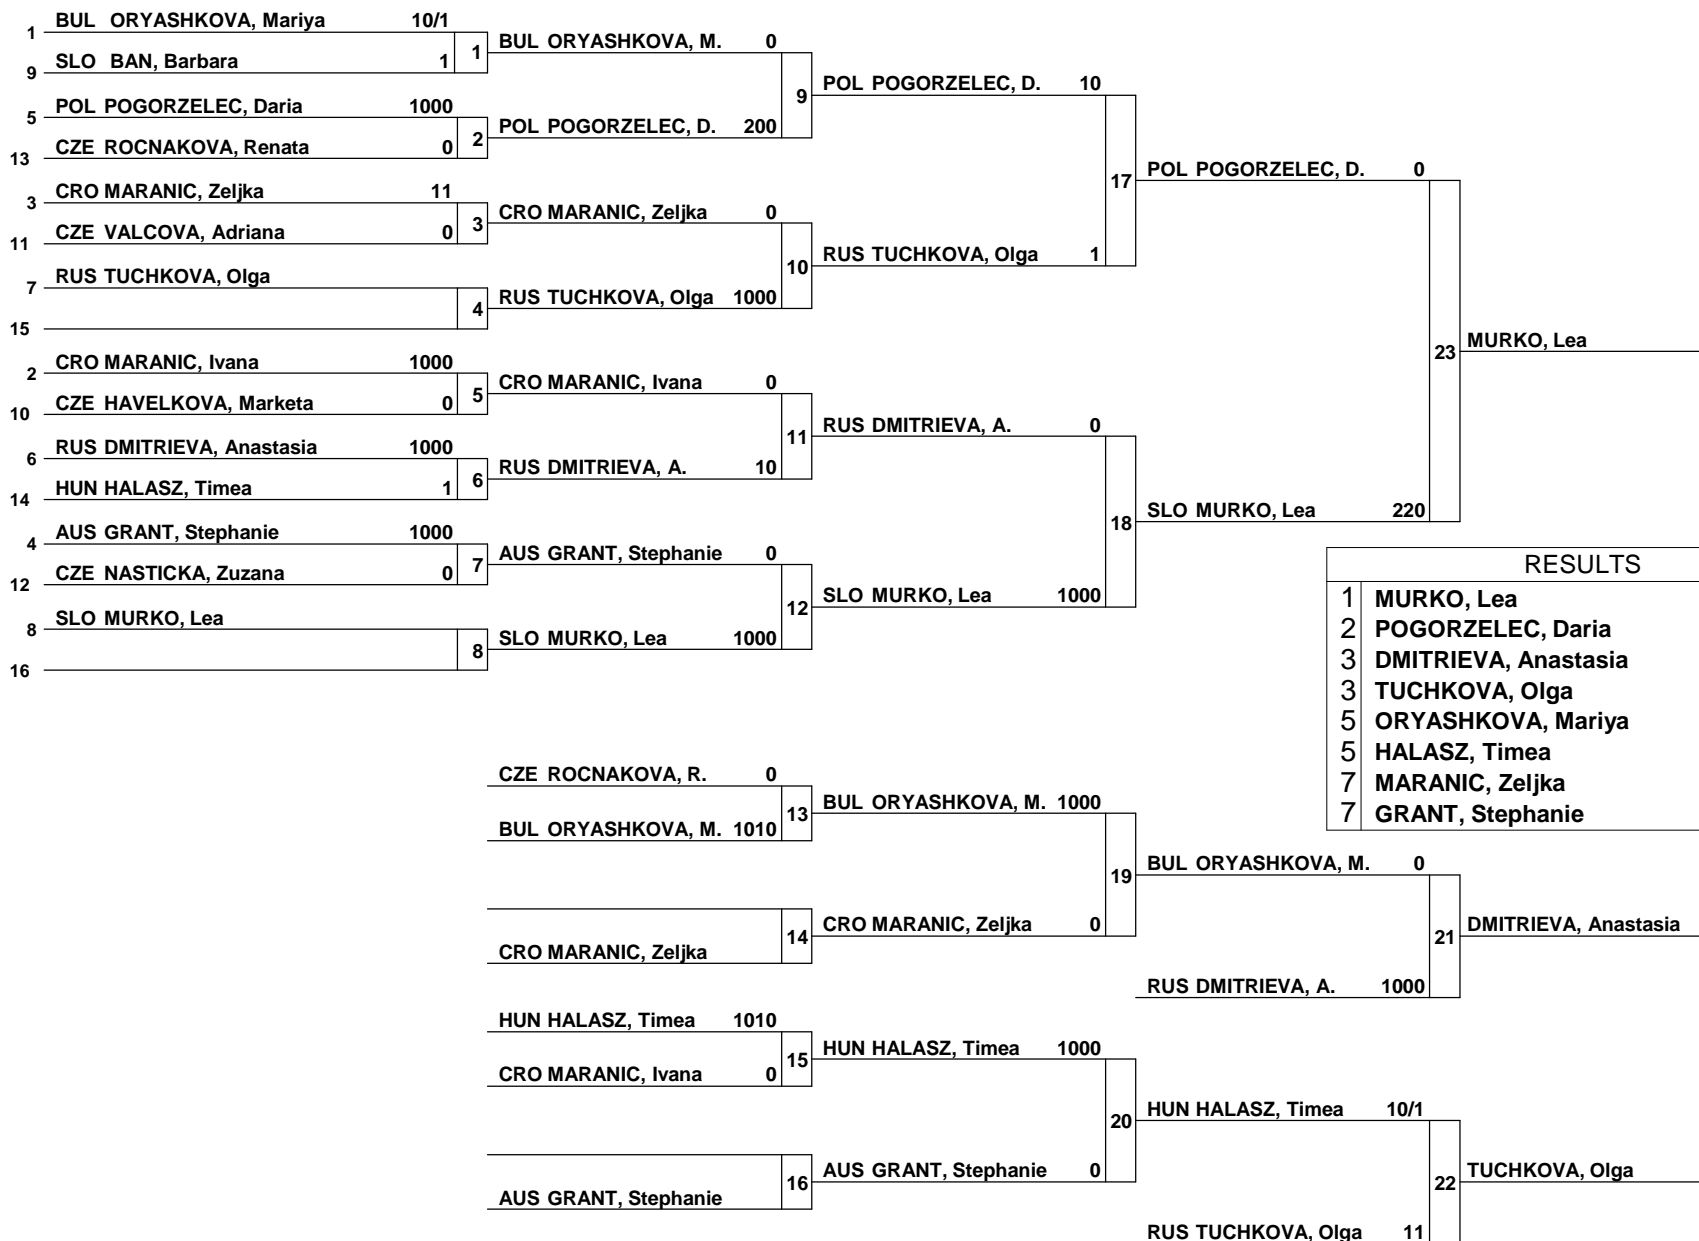 1 BUL ORYASHKOVA, Mariya 10/1
9 SLO BAN, Barbara 1
1
BUL ORYASHKOVA, M. 0
5 POL POGORZELEC, Daria 1000
13 CZE ROCNAKOVA, Renata 0
2
POL POGORZELEC, D. 200
9
POL POGORZELEC, D. 10
3 CRO MARANIC, Zeljka 11
11 CZE VALCOVA, Adriana 0
3
CRO MARANIC, Zeljka 0
7 RUS TUCHKOVA, Olga
15
4
RUS TUCHKOVA, Olga 1000
10
RUS TUCHKOVA, Olga 1
17
POL POGORZELEC, D. 0
2 CRO MARANIC, Ivana 1000
10 CZE HAVELKOVA, Marketa 0
5
CRO MARANIC, Ivana 0
6 RUS DMITRIEVA, Anastasia 1000
14 HUN HALASZ, Timea 1
6
RUS DMITRIEVA, A. 10
11
RUS DMITRIEVA, A. 0
4 AUS GRANT, Stephanie 1000
12 CZE NASTICKA, Zuzana 0
7
AUS GRANT, Stephanie 0
8 SLO MURKO, Lea
16
8
SLO MURKO, Lea 1000
12
SLO MURKO, Lea 1000
18
SLO MURKO, Lea 220
23
MURKO, Lea
RESULTS
1 MURKO, Lea
2 POGORZELEC, Daria
3 DMITRIEVA, Anastasia
3 TUCHKOVA, Olga
5 ORYASHKOVA, Mariya
5 HALASZ, Timea
7 MARANIC, Zeljka
7 GRANT, Stephanie
CZE ROCNAKOVA, R. 0
BUL ORYASHKOVA, M. 1010
13
BUL ORYASHKOVA, M. 1000
CRO MARANIC, Zeljka
14
CRO MARANIC, Zeljka 0
19
BUL ORYASHKOVA, M. 0
RUS DMITRIEVA, A. 1000
21
DMITRIEVA, Anastasia
HUN HALASZ, Timea 1010
CRO MARANIC, Ivana 0
15
HUN HALASZ, Timea 1000
AUS GRANT, Stephanie
16
AUS GRANT, Stephanie 0
20
HUN HALASZ, Timea 10/1
RUS TUCHKOVA, Olga 11
22
TUCHKOVA, Olga